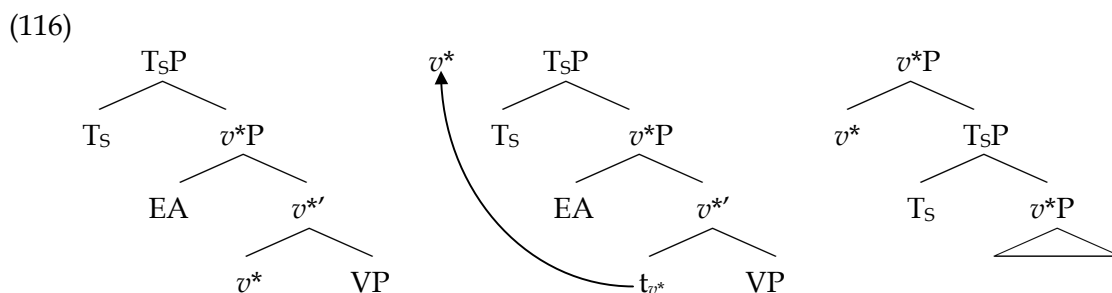 (116)
TSP v* TSP v*P
TS v*P TS v*P v* TSP
EA v*′ EA v*′ TS v*P
v* VP tv* VP